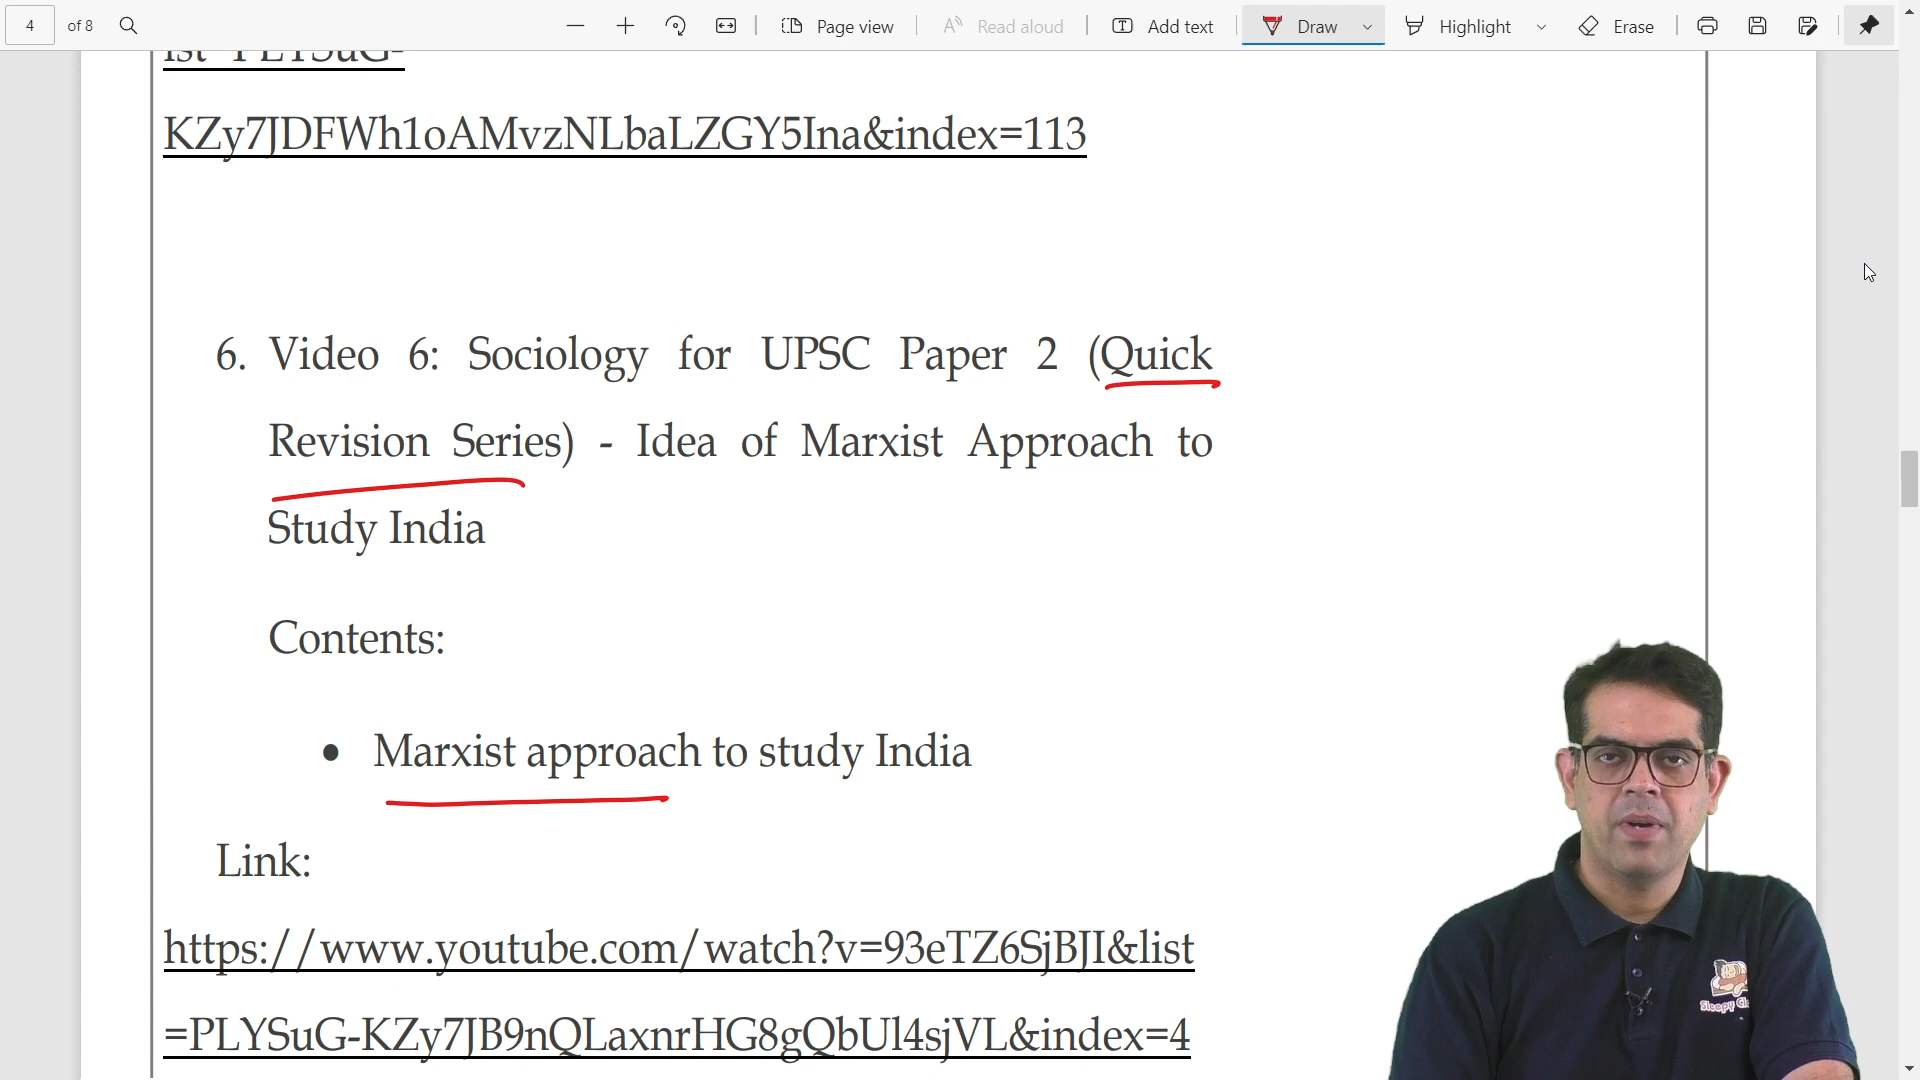 4 of 8 Page view Read aloud Add text Draw Highlight Erase
KZy7JDFWh1oAMvzNLbaLZGY5Ina&index=113
6. Video 6: Sociology for UPSC Paper 2 (Quick
Revision Series) - Idea of Marxist Approach to
Study India
Contents:
• Marxist approach to study India
Link:
https://www.youtube.com/watch?v=93eTZ6SjBJI&list
=PLYSuG-KZy7JB9nQLaxnrHG8gQbUl4sjVL&index=4
Sleepy